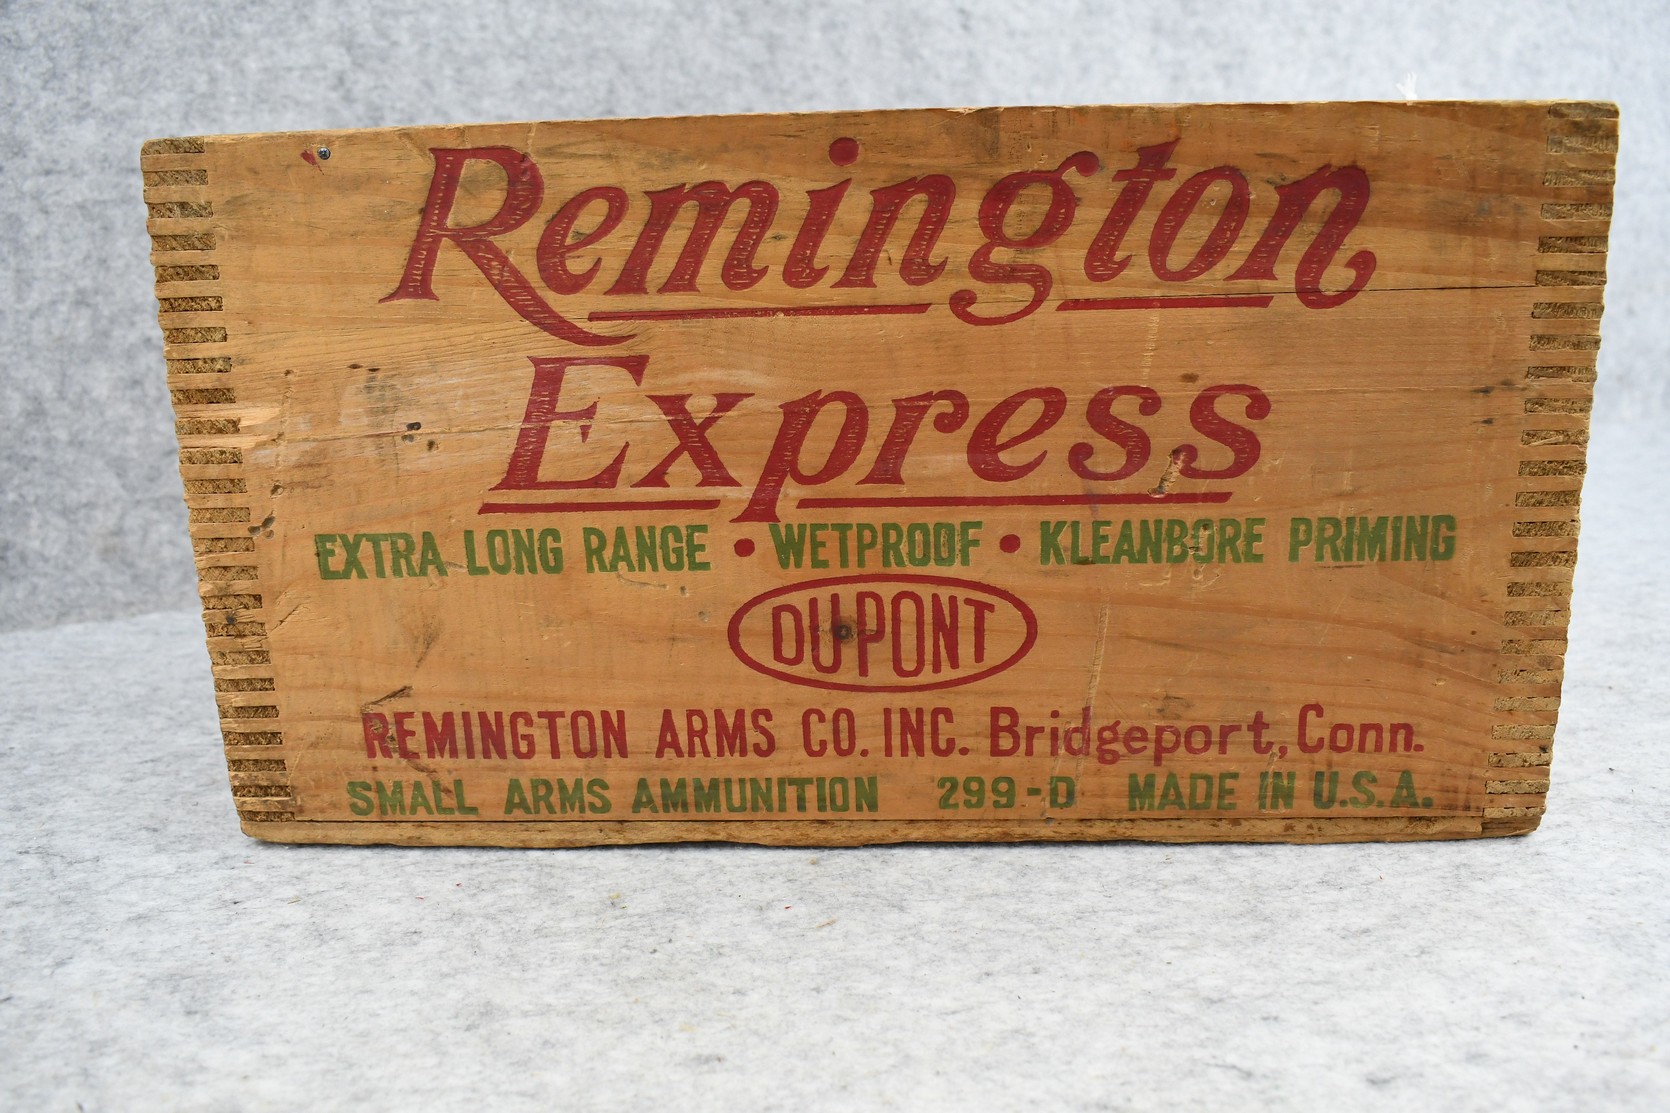 Remington
Express
EXTRA LONG RANGE • WETPROOF • KLEANBORE PRIMING
DUPONT
REMINGTON ARMS CO. INC. Bridgeport, Conn.
SMALL ARMS AMMUNITION 299-D MADE IN U.S.A.